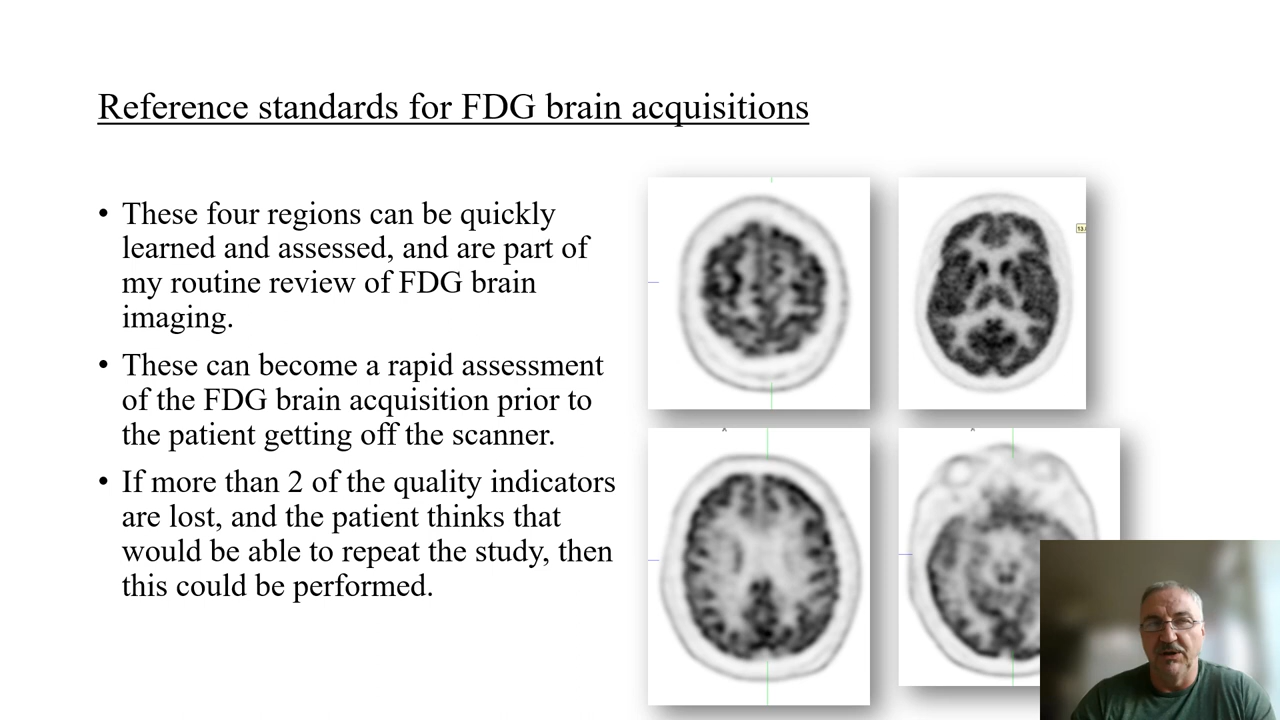 Reference standards for FDG brain acquisitions
• These four regions can be quickly
learned and assessed, and are part of
my routine review of FDG brain
imaging.
• These can become a rapid assessment
of the FDG brain acquisition prior to
the patient getting off the scanner.
• If more than 2 of the quality indicators
are lost, and the patient thinks that
would be able to repeat the study, then
this could be performed.